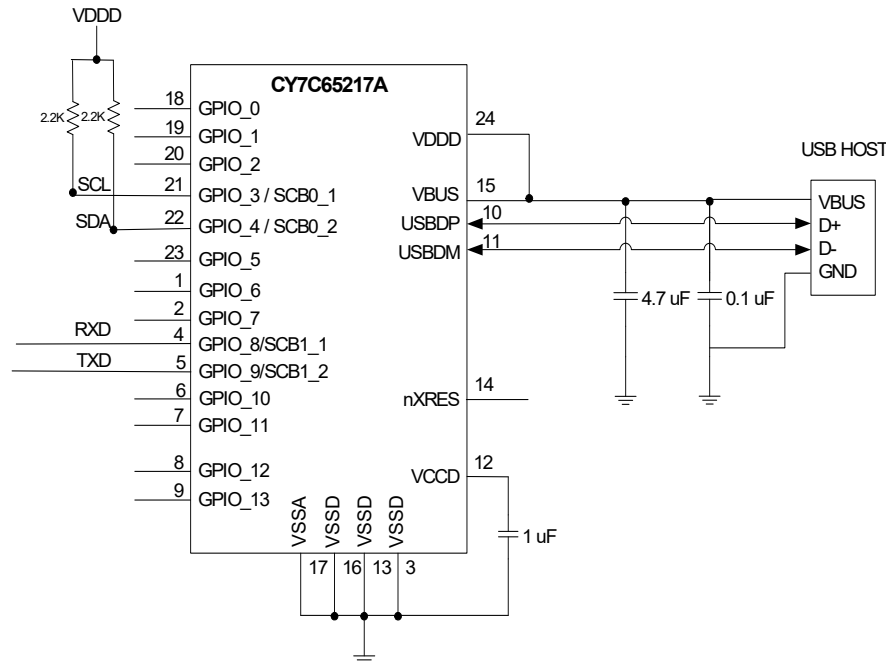 VDDD
2.2K 2.2K
CY7C65217A
18 GPIO_0
19 GPIO_1
20 GPIO_2
SCL 21 GPIO_3 / SCB0_1
SDA 22 GPIO_4 / SCB0_2
23 GPIO_5
1 GPIO_6
2 GPIO_7
RXD 4 GPIO_8/SCB1_1
TXD 5 GPIO_9/SCB1_2
6 GPIO_10
7 GPIO_11
8 GPIO_12
9 GPIO_13
VDDD 24
VBUS 15
USBDP 10
USBDM 11
nXRES 14
VCCD 12
VSSA VSSD VSSD VSSD
17 16 13 3
1 uF
4.7 uF 0.1 uF
USB HOST
VBUS
D+
D-
GND